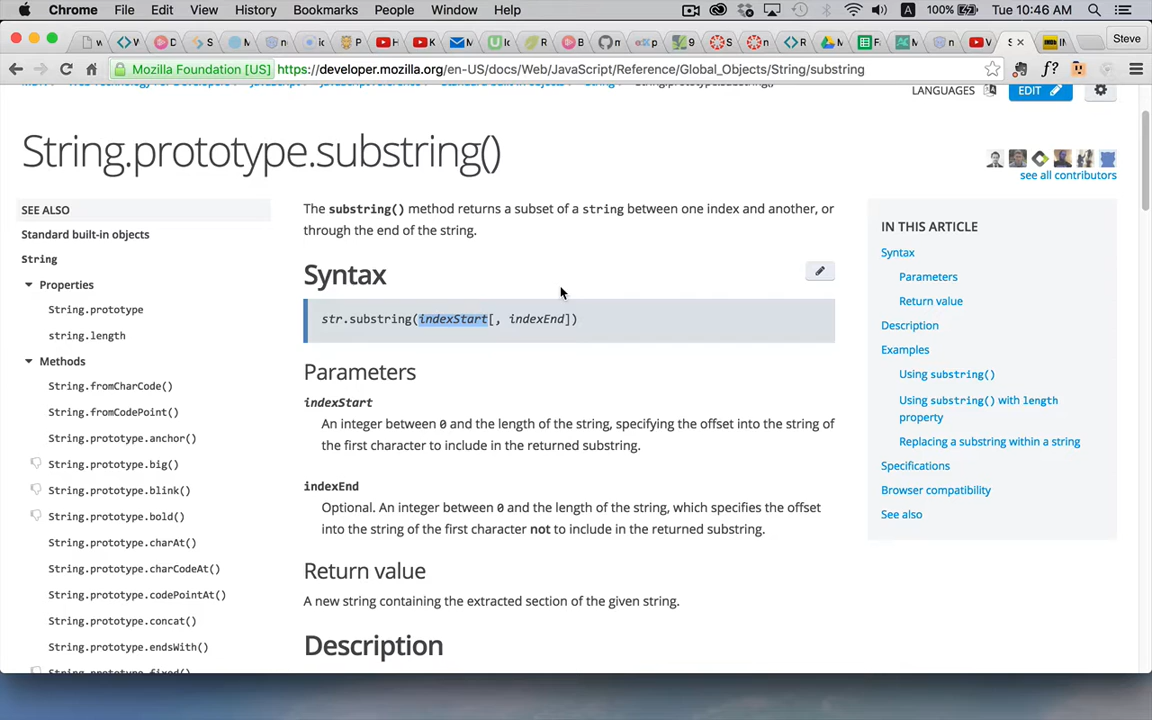 Chrome File Edit View History Bookmarks People Window Help 100% Tue 10:46 AM
Steve
Mozilla Foundation [US] https://developer.mozilla.org/en-US/docs/Web/JavaScript/Reference/Global_Objects/String/substring
LANGUAGES EDIT
String.prototype.substring()
see all contributors
SEE ALSO
Standard built-in objects
String
Properties
String.prototype
string.length
Methods
String.fromCharCode()
String.fromCodePoint()
String.prototype.anchor()
String.prototype.big()
String.prototype.blink()
String.prototype.bold()
String.prototype.charAt()
String.prototype.charCodeAt()
String.prototype.codePointAt()
String.prototype.concat()
String.prototype.endsWith()
The substring() method returns a subset of a string between one index and another, or
through the end of the string.
Syntax
str.substring(indexStart[, indexEnd])
Parameters
indexStart
An integer between 0 and the length of the string, specifying the offset into the string of
the first character to include in the returned substring.
indexEnd
Optional. An integer between 0 and the length of the string, which specifies the offset
into the string of the first character not to include in the returned substring.
Return value
A new string containing the extracted section of the given string.
Description
IN THIS ARTICLE
Syntax
Parameters
Return value
Description
Examples
Using substring()
Using substring() with length
property
Replacing a substring within a string
Specifications
Browser compatibility
See also